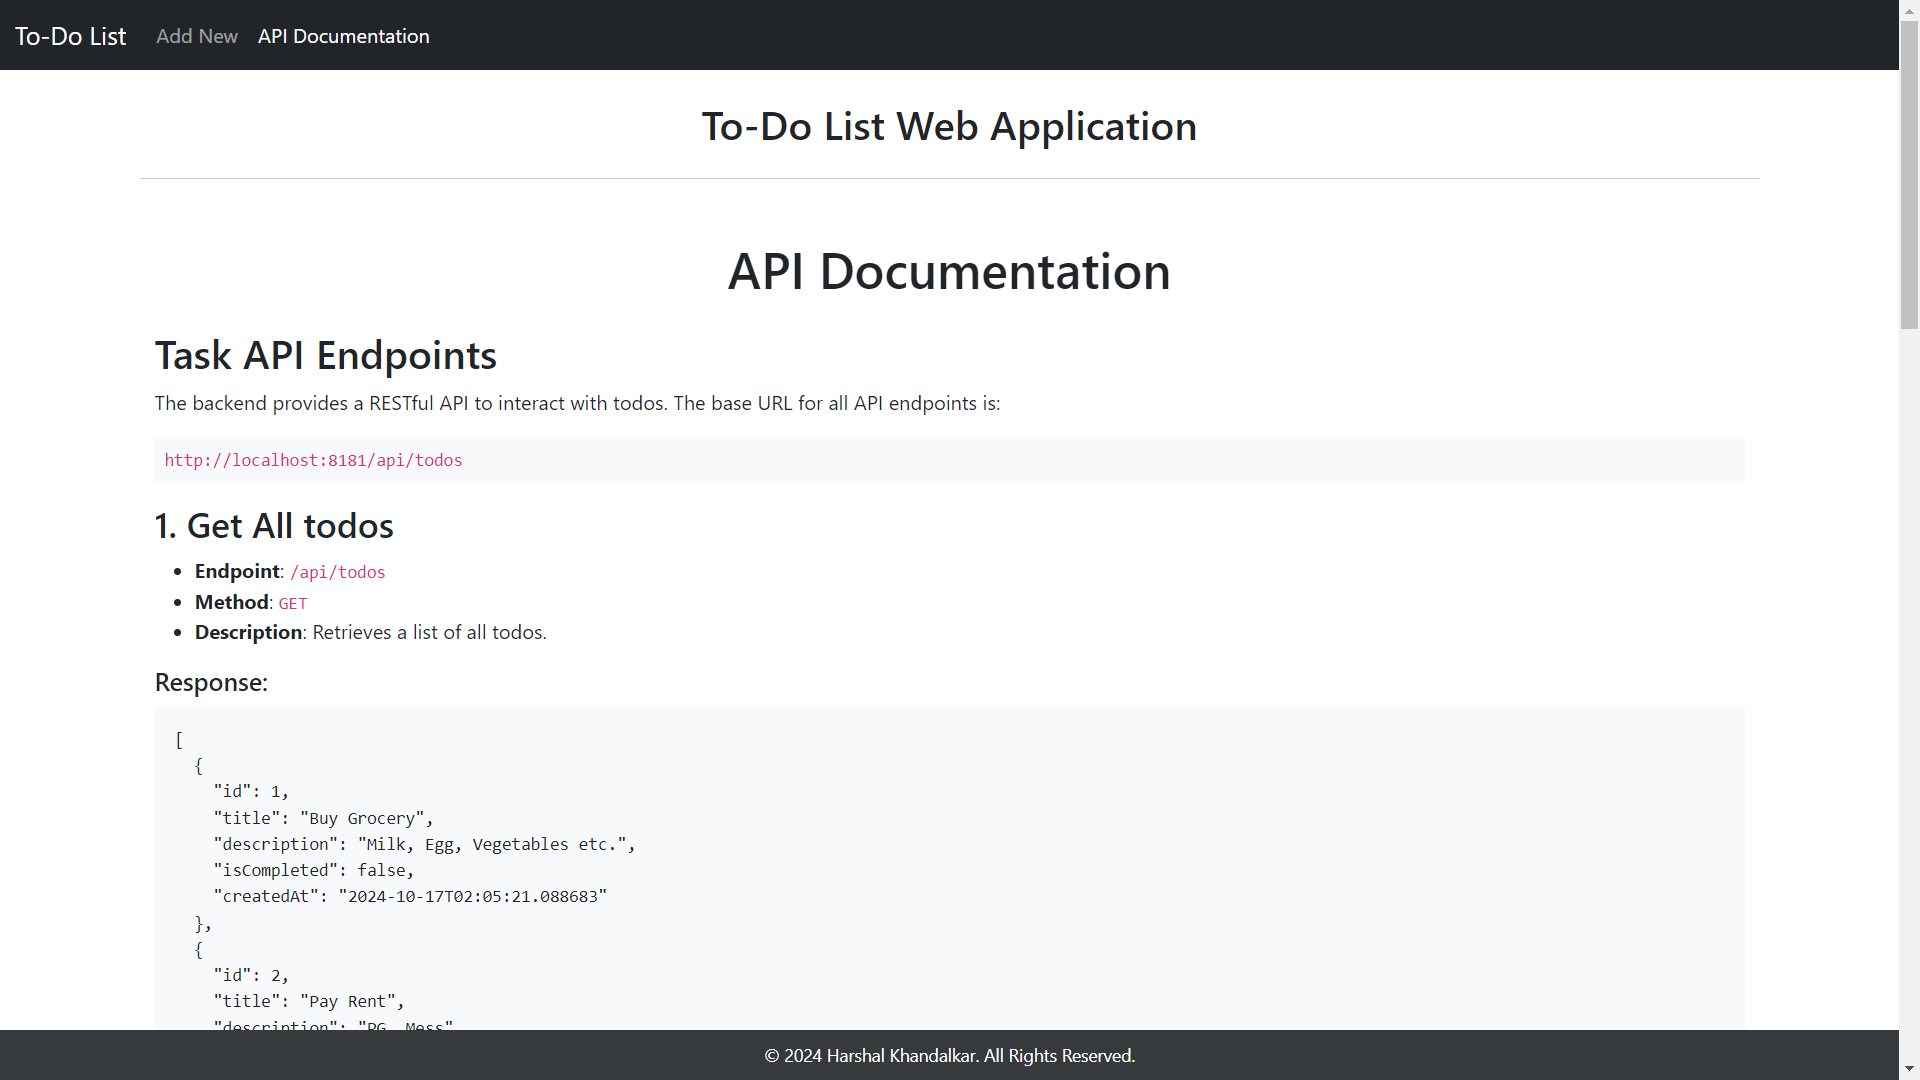 To-Do List Add New API Documentation
To-Do List Web Application
API Documentation
Task API Endpoints
The backend provides a RESTful API to interact with todos. The base URL for all API endpoints is:
http://localhost:8181/api/todos
1. Get All todos
• Endpoint: /api/todos
• Method: GET
• Description: Retrieves a list of all todos.
Response:
[
{
"id": 1,
"title": "Buy Grocery",
"description": "Milk, Egg, Vegetables etc.",
"isCompleted": false,
"createdAt": "2024-10-17T02:05:21.088683"
},
{
"id": 2,
"title": "Pay Rent",
"description": "PG, Mess"
© 2024 Harshal Khandalkar. All Rights Reserved.